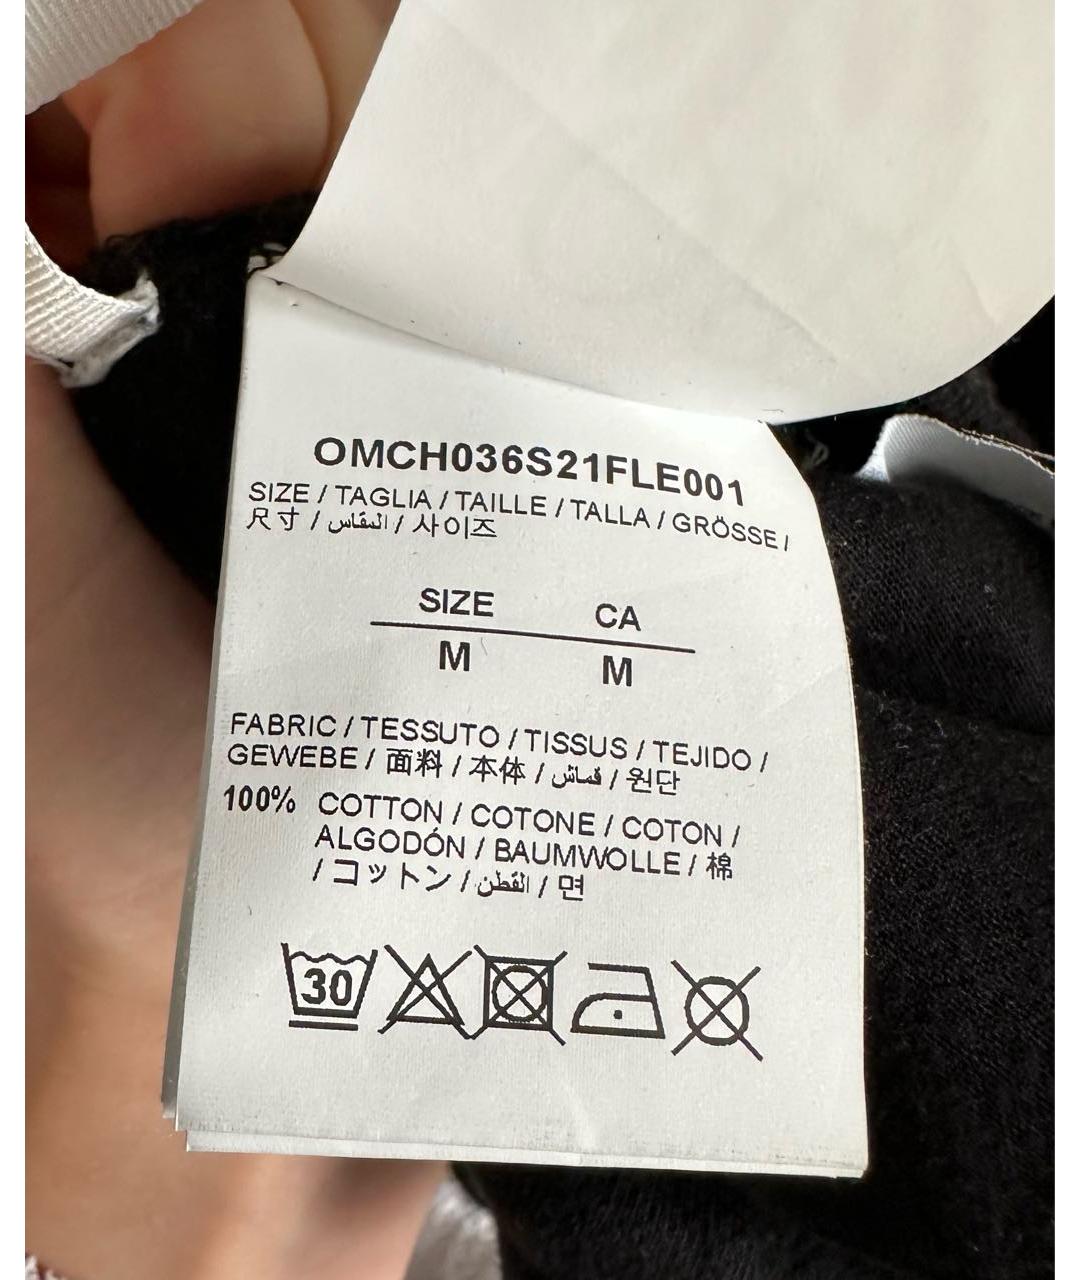 OMCH036S21FLE001
SIZE / TAGLIA / TAILLE / TALLA / GRÖSSE /
尺寸 / المقاس / 사이즈
SIZE CA
M M
FABRIC / TESSUTO / TISSUS / TEJIDO /
GEWEBE / 面料 / 本体 / قماش / 원단
100% COTTON / COTONE / COTON /
ALGODÓN / BAUMWOLLE / 棉
/ コットン / القطن / 면
30